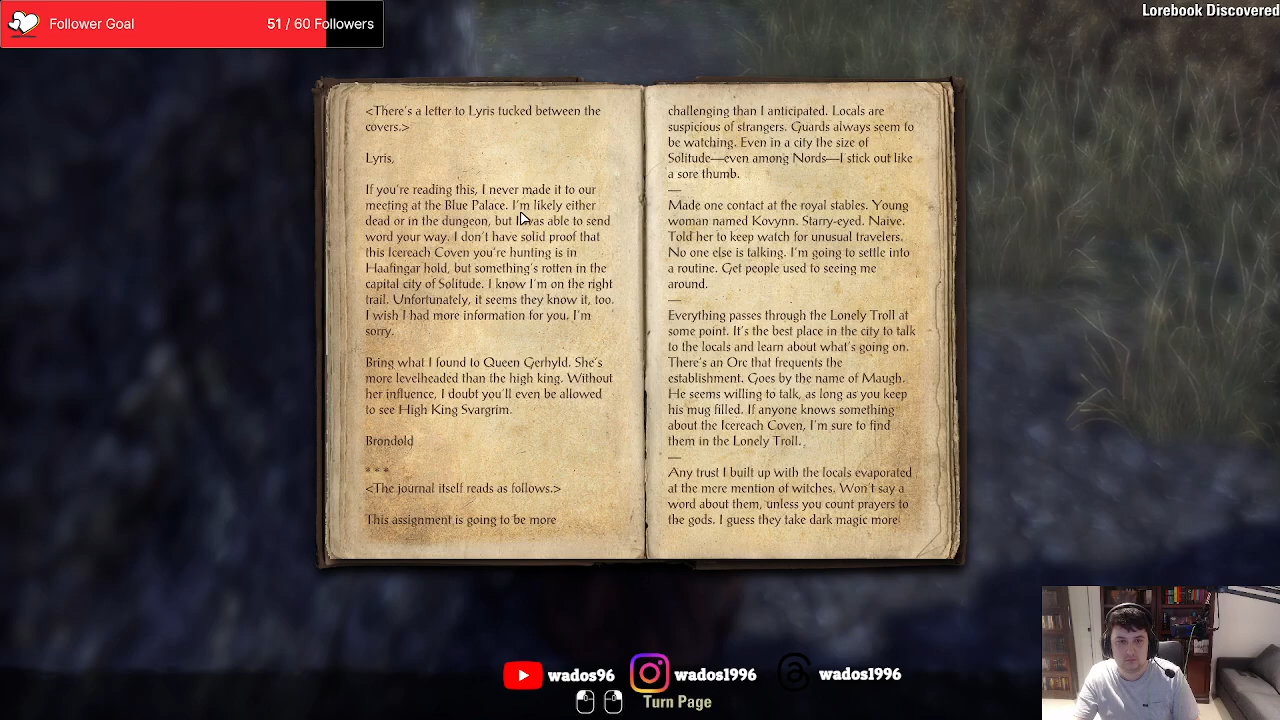 Follower Goal
51 / 60 Followers
Lorebook Discovered
<There's a letter to Lyris tucked between the
covers.>
Lyris,
If you're reading this, I never made it to our
meeting at the Blue Palace. I'm likely either
dead or in the dungeon, but I was able to send
word your way. I don't have solid proof that
this Icereach Coven you're hunting is in
Haafingar hold, but something's rotten in the
capital city of Solitude. I know I'm on the right
trail. Unfortunately, it seems they know it, too.
I wish I had more information for you. I'm
sorry.
Bring what I found to Queen Gerhyld. She's
more levelheaded than the high king. Without
her influence, I doubt you'll even be allowed
to see High King Svargrim.
Brondold
* * *
<The journal itself reads as follows.>
This assignment is going to be more
challenging than I anticipated. Locals are
suspicious of strangers. Guards always seem to
be watching. Even in a city the size of
Solitude—even among Nords—I stick out like
a sore thumb.
—
Made one contact at the royal stables. Young
woman named Kovynn. Starry-eyed. Naive.
Told her to keep watch for unusual travelers.
No one else is talking. I'm going to settle into
a routine. Get people used to seeing me
around.
—
Everything passes through the Lonely Troll at
some point. It's the best place in the city to talk
to the locals and learn about what's going on.
There's an Orc that frequents the
establishment. Goes by the name of Maugh.
He seems willing to talk, as long as you keep
his mug filled. If anyone knows something
about the Icereach Coven, I'm sure to find
them in the Lonely Troll.
—
Any trust I built up with the locals evaporated
at the mere mention of witches. Won't say a
word about them, unless you count prayers to
the gods. I guess they take dark magic more
wados96
wados1996
wados1996
Turn Page